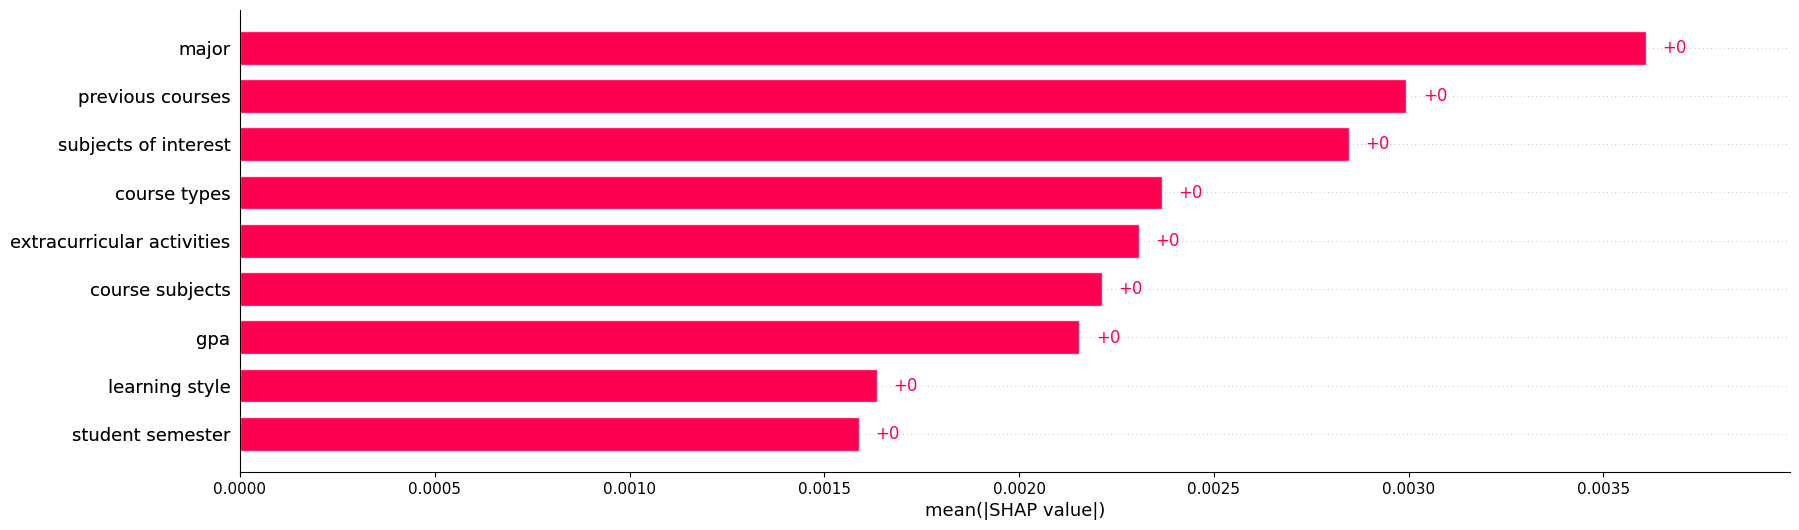 major +0
previous courses +0
subjects of interest +0
course types +0
extracurricular activities +0
course subjects +0
gpa +0
learning style +0
student semester +0
0.0000 0.0005 0.0010 0.0015 0.0020 0.0025 0.0030 0.0035
mean(|SHAP value|)